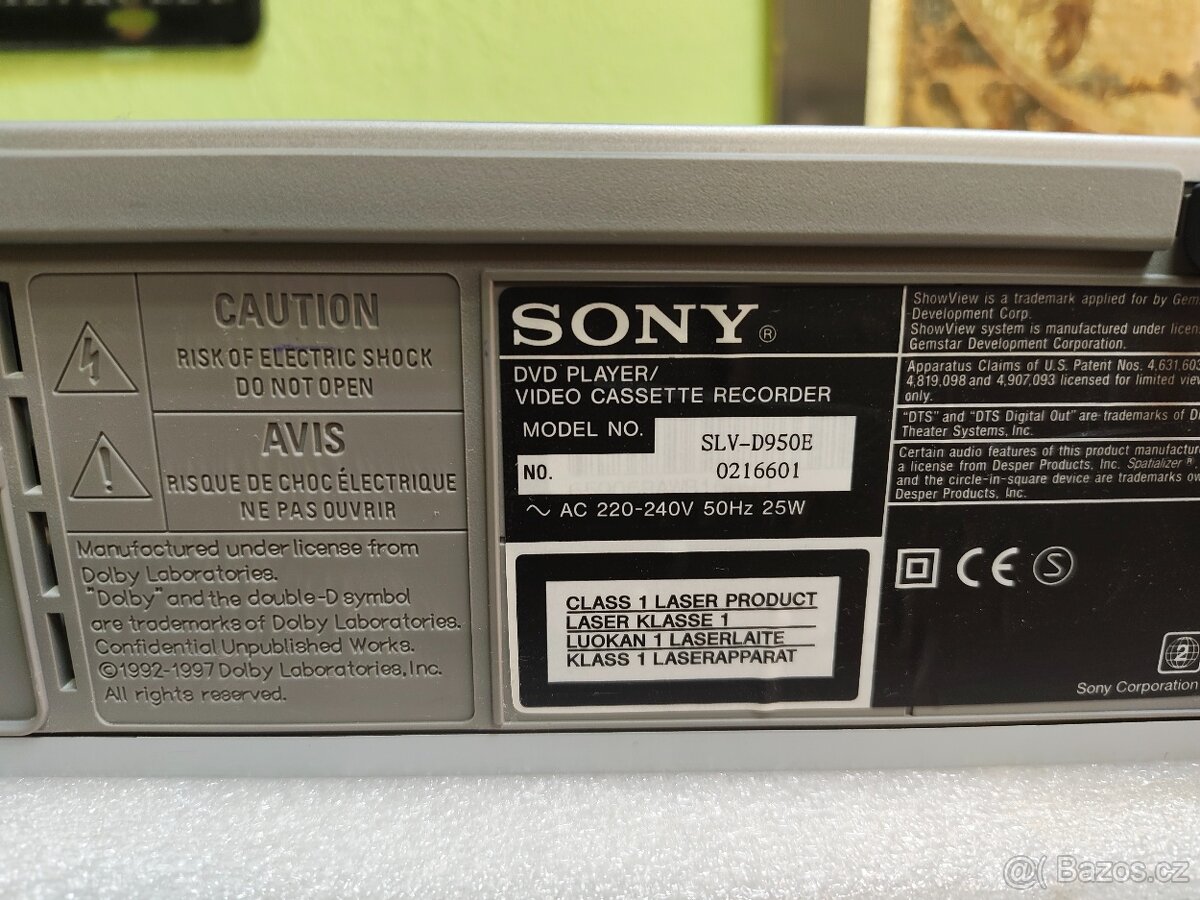 CAUTION
RISK OF ELECTRIC SHOCK
DO NOT OPEN
AVIS
RISQUE DE CHOC ÉLECTRIQUE
NE PAS OUVRIR
Manufactured under license from
Dolby Laboratories.
"Dolby" and the double-D symbol
are trademarks of Dolby Laboratories.
Confidential Unpublished Works.
©1992-1997 Dolby Laboratories, Inc.
All rights reserved.
SONY®
DVD PLAYER/
VIDEO CASSETTE RECORDER
MODEL NO. SLV-D950E
NO. 0216601
~ AC 220-240V 50Hz 25W
CLASS 1 LASER PRODUCT
LASER KLASSE 1
LUOKAN 1 LASERLAITE
KLASS 1 LASERAPPARAT
ShowView is a trademark applied for by
Development Corp.
ShowView system is manufactured under
Gemstar Development Corporation.
Apparatus Claims of U.S. Patent Nos. 4,631,603
4,819,098 and 4,907,093 licensed for limited
only.
"DTS" and "DTS Digital Out" are trademarks of
Theater Systems, Inc.
Certain audio features of this product
a license from Desper Products, Inc. Spatializer®
and the circle-in-square device are trademarks
Desper Products, Inc.
CE S
2
Sony Corporation
@( Bazos.cz